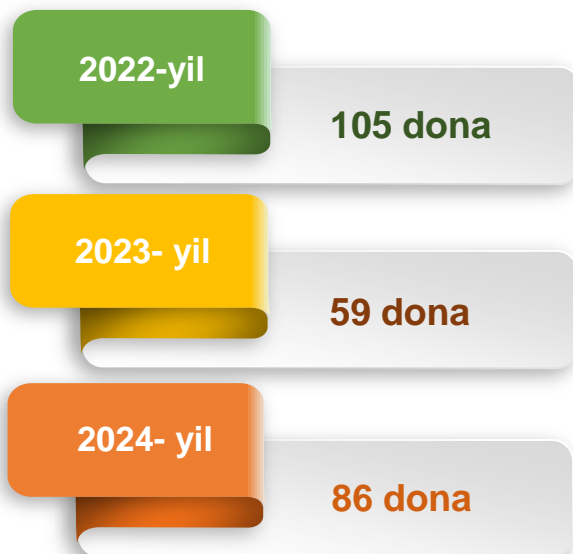 2022-yil
105 dona
2023- yil
59 dona
2024- yil
86 dona